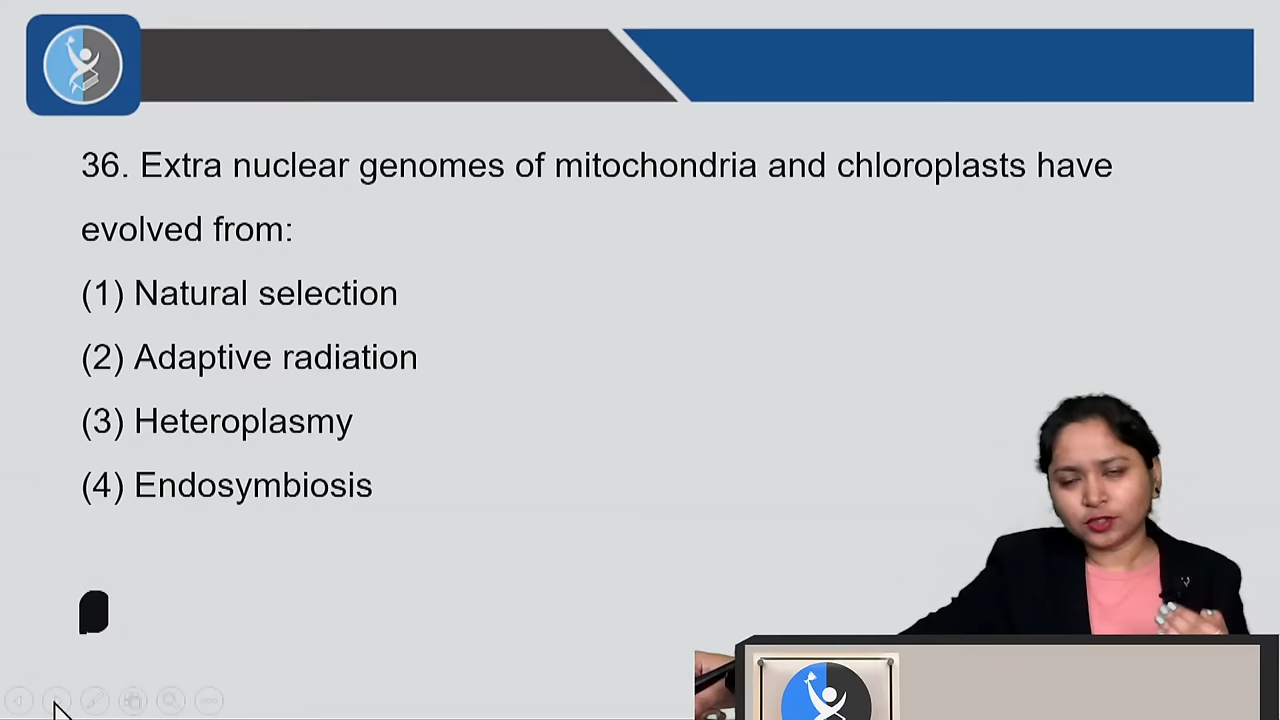 36. Extra nuclear genomes of mitochondria and chloroplasts have
evolved from:
(1) Natural selection
(2) Adaptive radiation
(3) Heteroplasmy
(4) Endosymbiosis